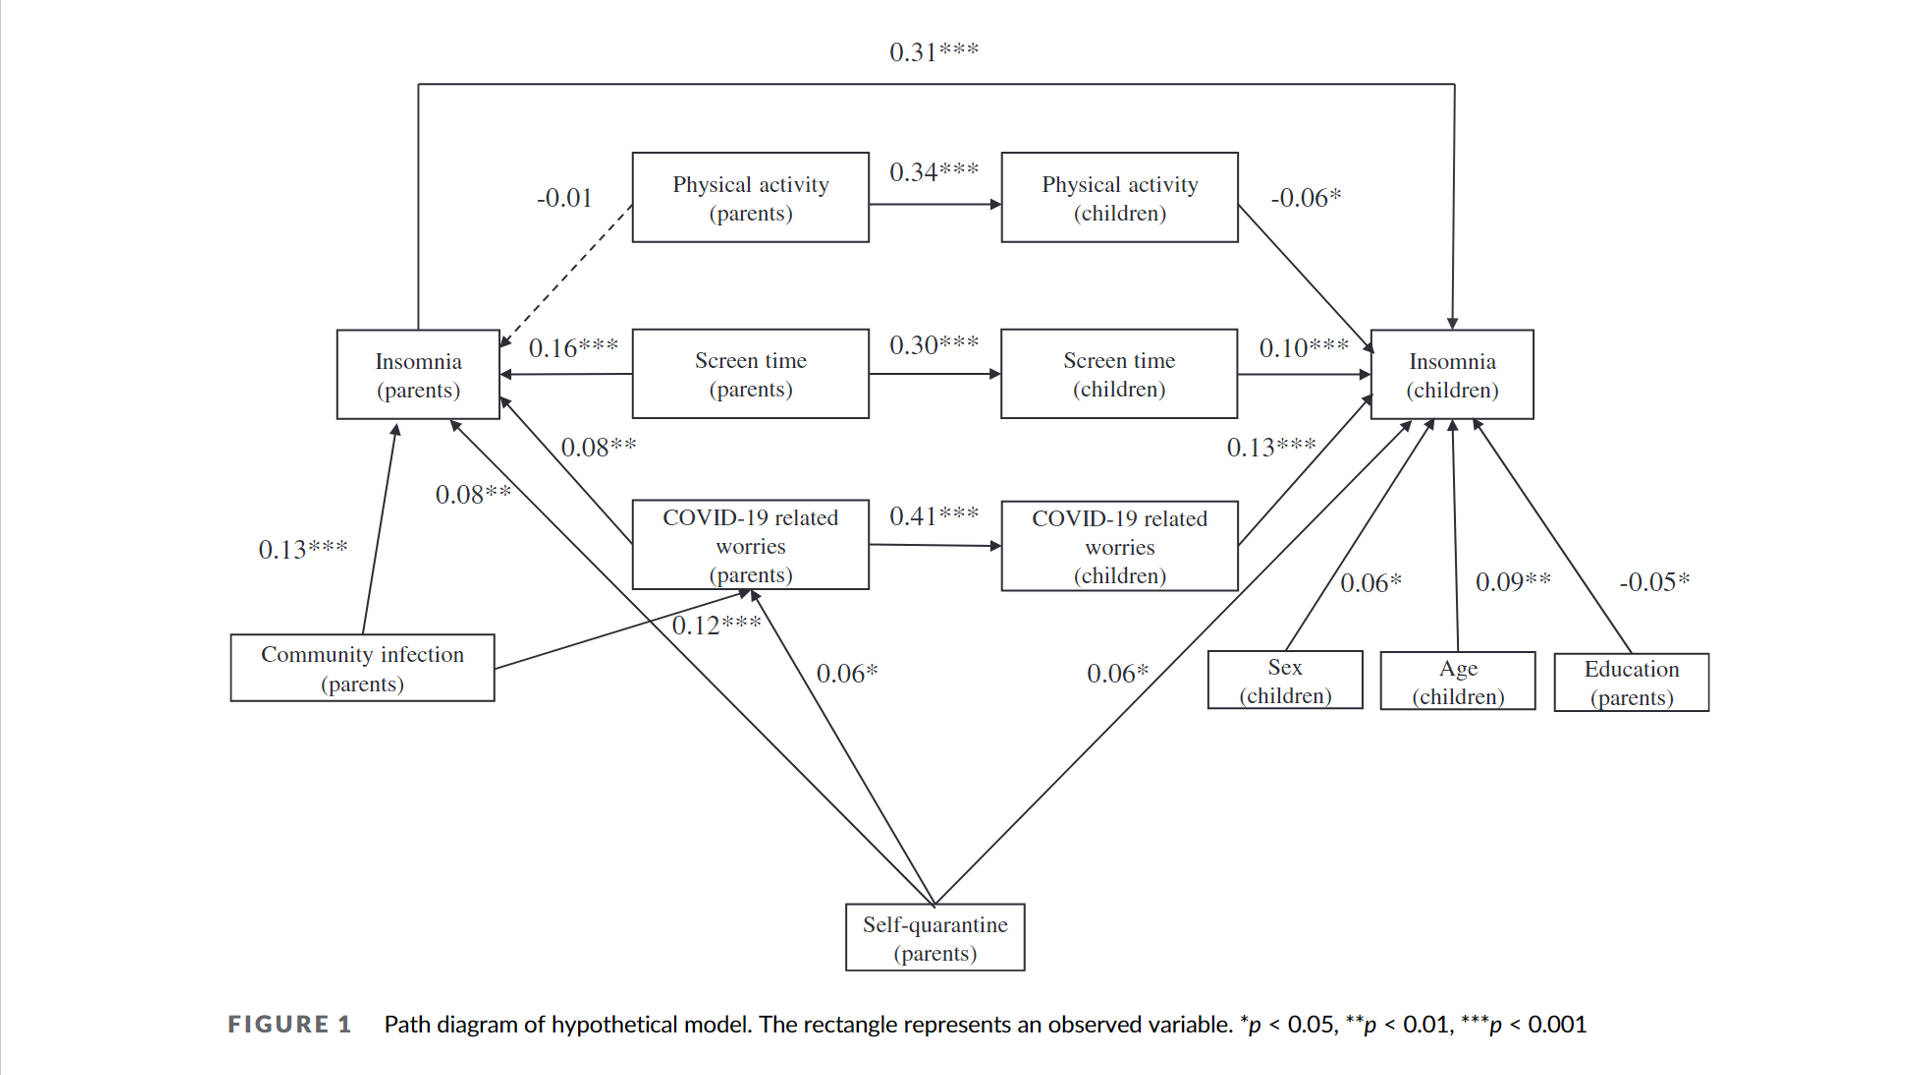 0.31***
Physical activity
(parents)
0.34***
Physical activity
(children)
-0.01
-0.06*
Insomnia
(parents)
0.16***
Screen time
(parents)
0.30***
Screen time
(children)
0.10***
Insomnia
(children)
0.08**
0.13***
0.08**
COVID-19 related
worries
(parents)
0.41***
COVID-19 related
worries
(children)
0.13***
0.06*
0.09**
-0.05*
0.12***
Community infection
(parents)
0.06*
0.06*
Sex
(children)
Age
(children)
Education
(parents)
Self-quarantine
(parents)
FIGURE 1 Path diagram of hypothetical model. The rectangle represents an observed variable. *p < 0.05, **p < 0.01, ***p < 0.001